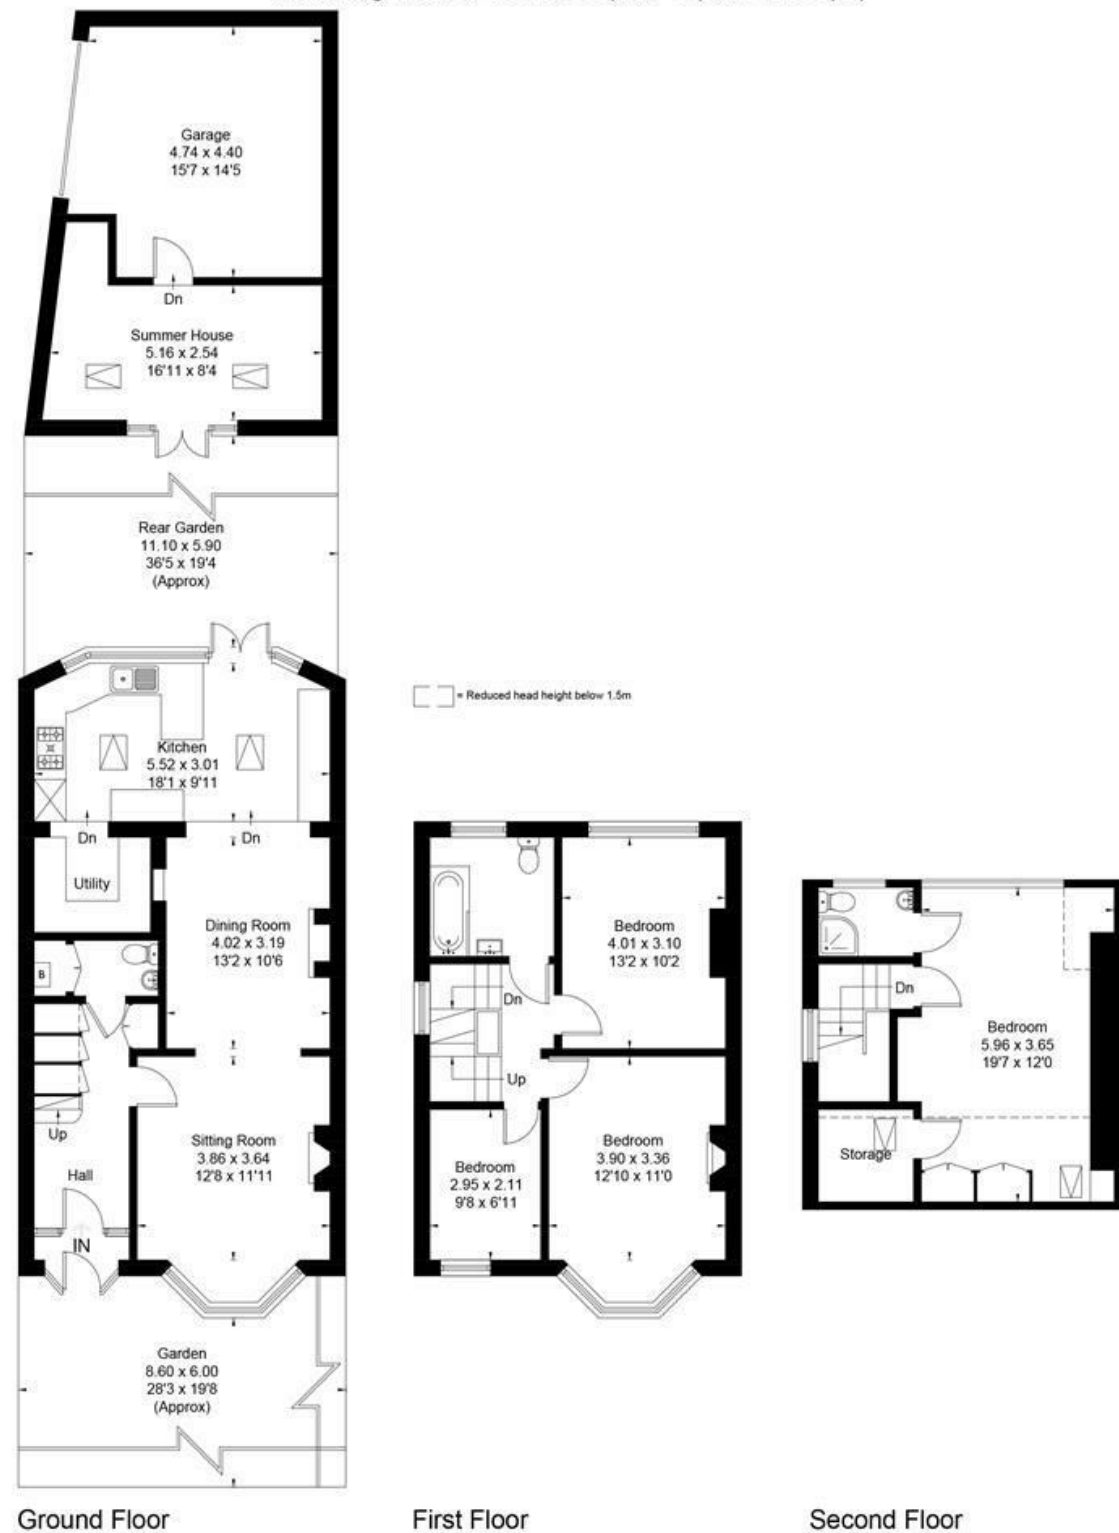 Garage
4.74 x 4.40
15'7 x 14'5
Dn
Summer House
5.16 x 2.54
16'11 x 8'4
Rear Garden
11.10 x 5.90
36'5 x 19'4
(Approx)
Kitchen
5.52 x 3.01
18'1 x 9'11
Dn
Dn
Utility
Dining Room
4.02 x 3.19
13'2 x 10'6
B
Up
Hall
Sitting Room
3.86 x 3.64
12'8 x 11'11
IN
Garden
8.60 x 6.00
28'3 x 19'8
(Approx)
Ground Floor
= Reduced head height below 1.5m
Bedroom
4.01 x 3.10
13'2 x 10'2
Dn
Up
Bedroom
2.95 x 2.11
9'8 x 6'11
Bedroom
3.90 x 3.36
12'10 x 11'0
First Floor
Dn
Bedroom
5.96 x 3.65
19'7 x 12'0
Storage
Second Floor